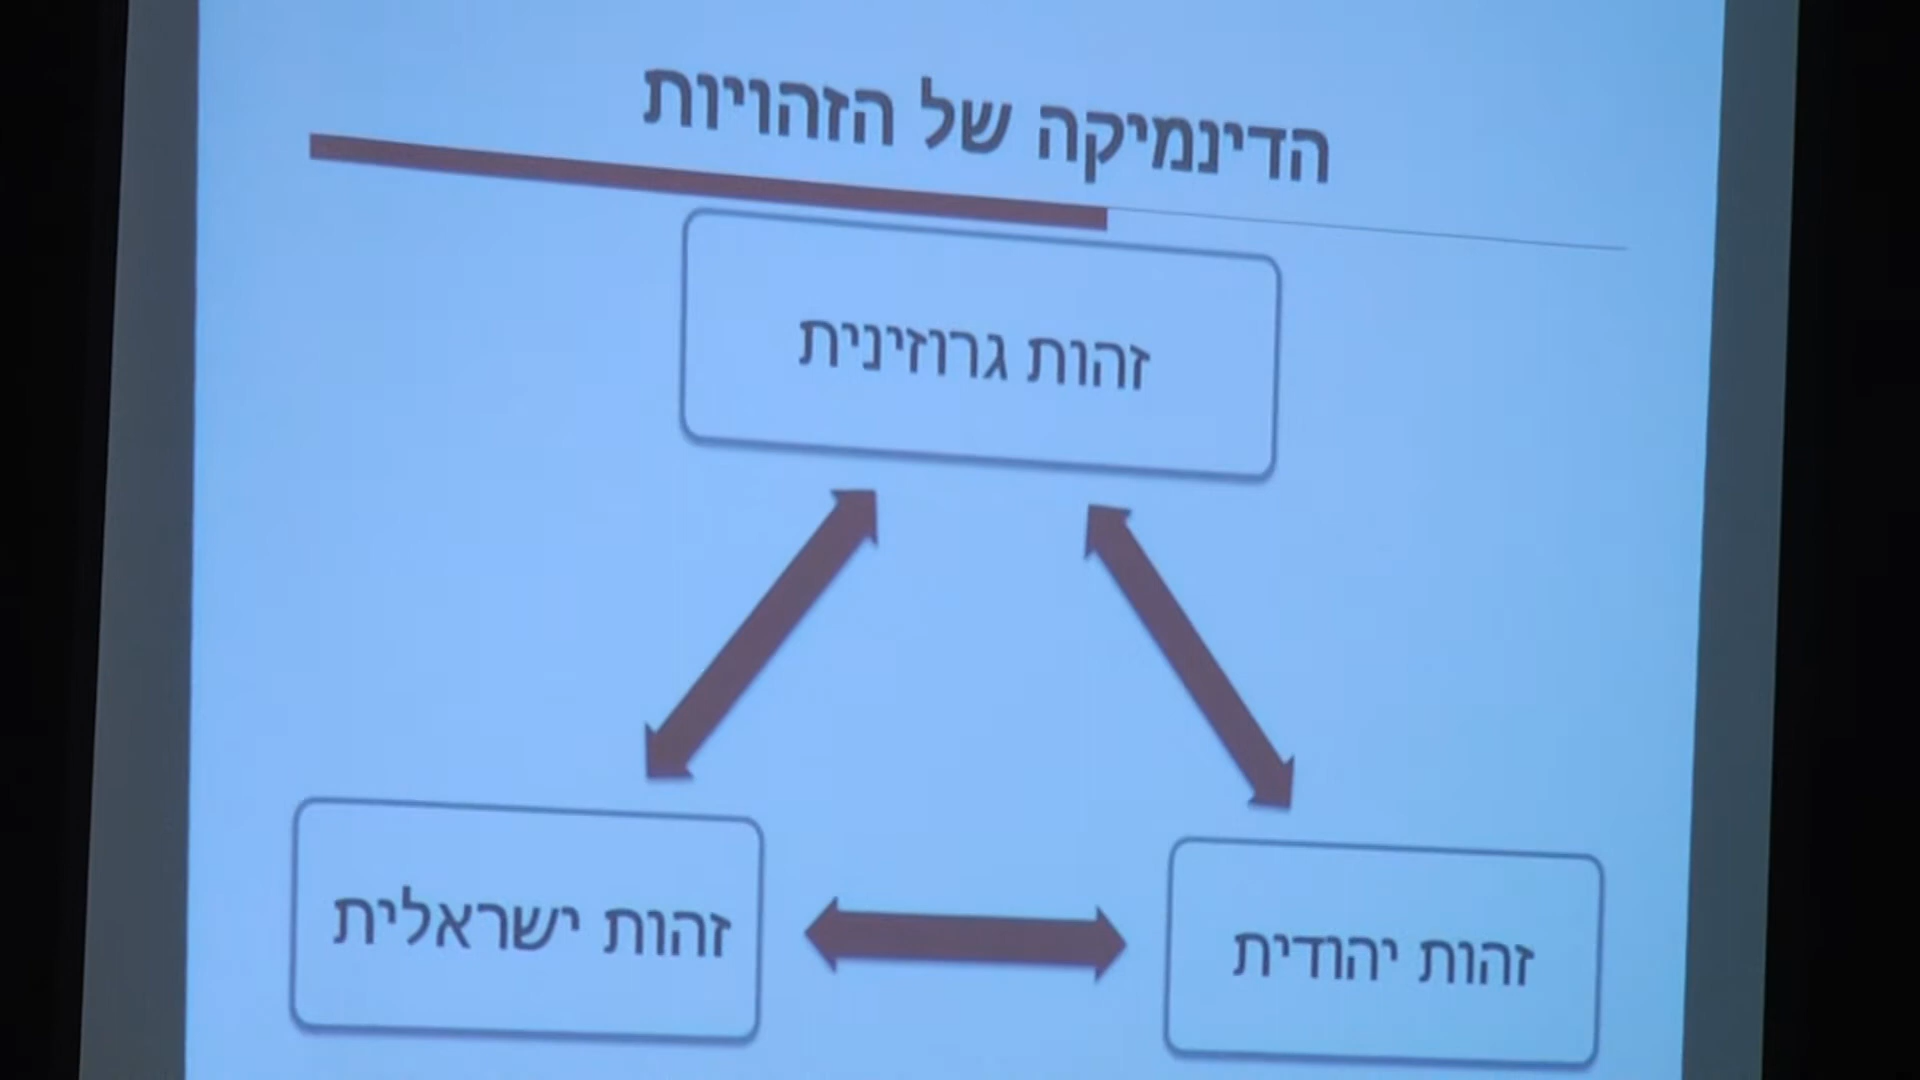 הדינמיקה של הזהויות
זהות גרוזינית
זהות יהודית
זהות ישראלית